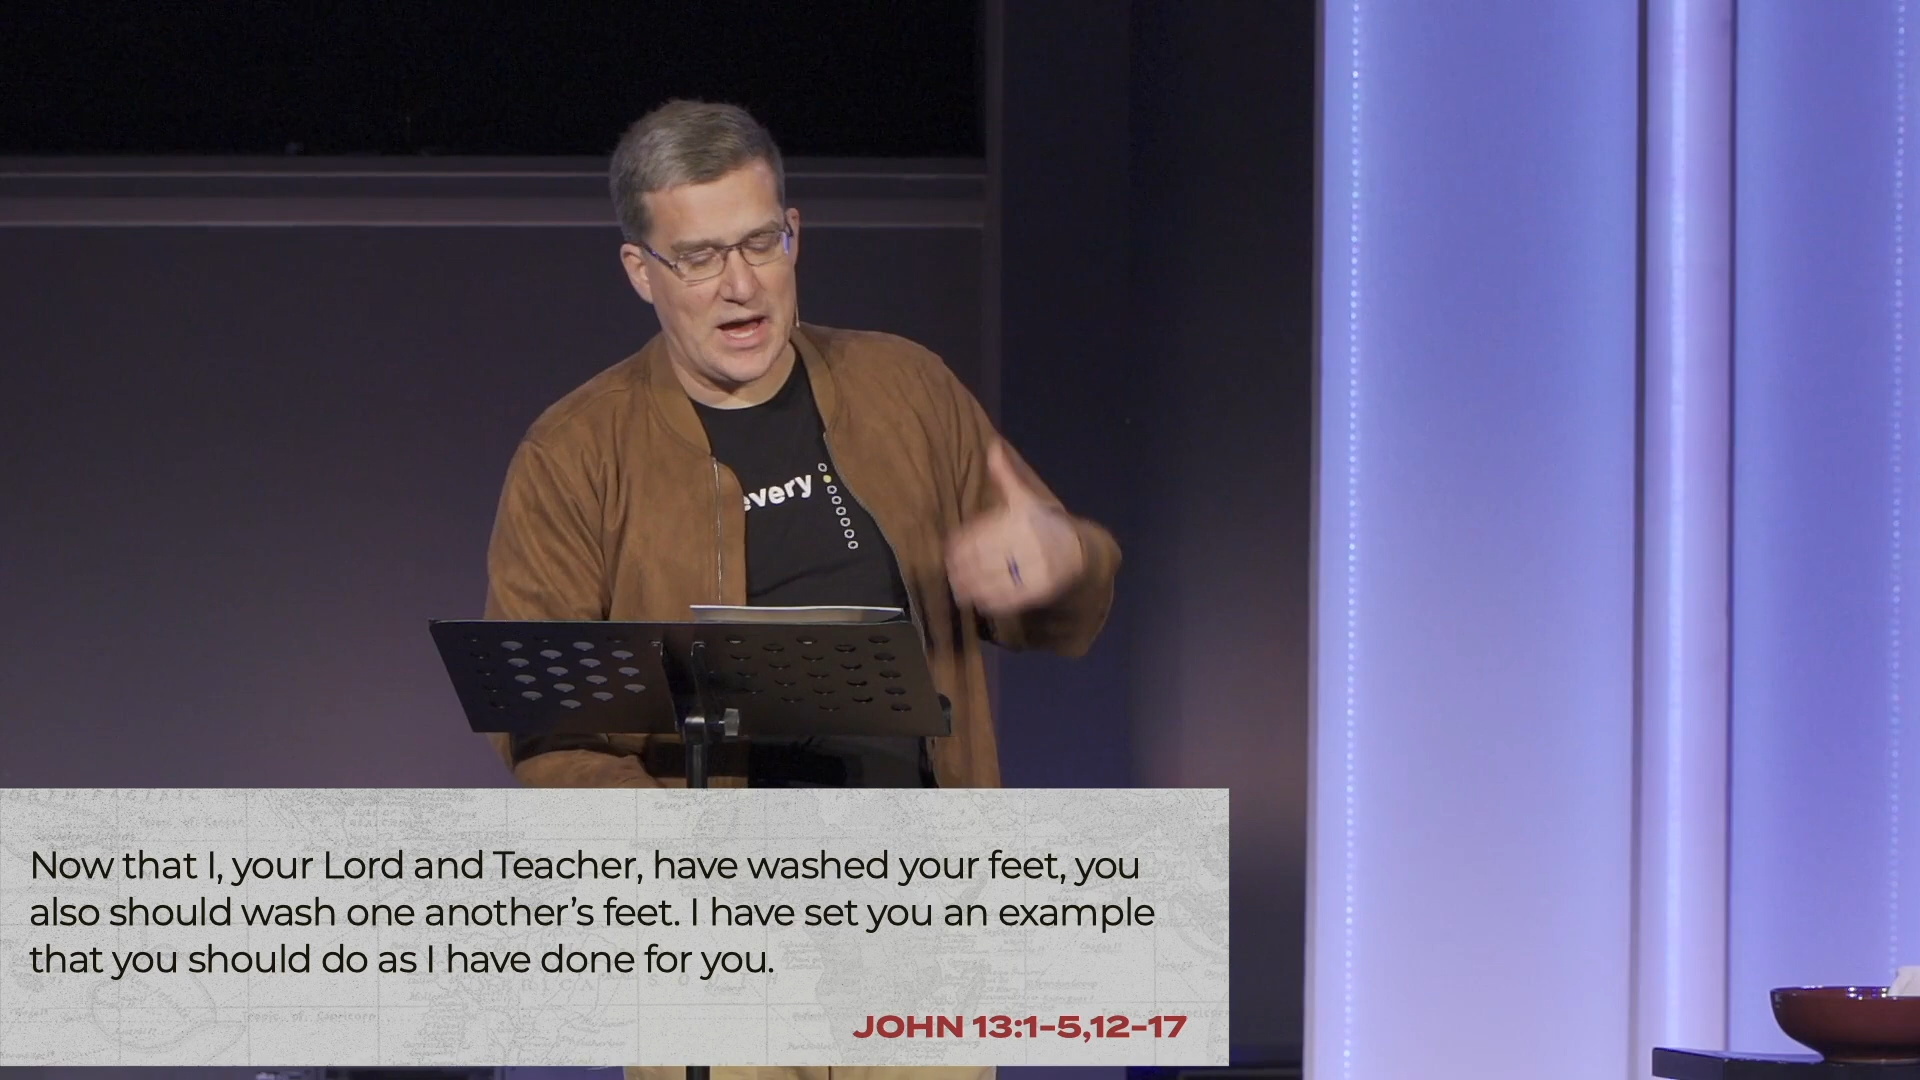 every
Now that I, your Lord and Teacher, have washed your feet, you
also should wash one another’s feet. I have set you an example
that you should do as I have done for you.
JOHN 13:1-5,12-17